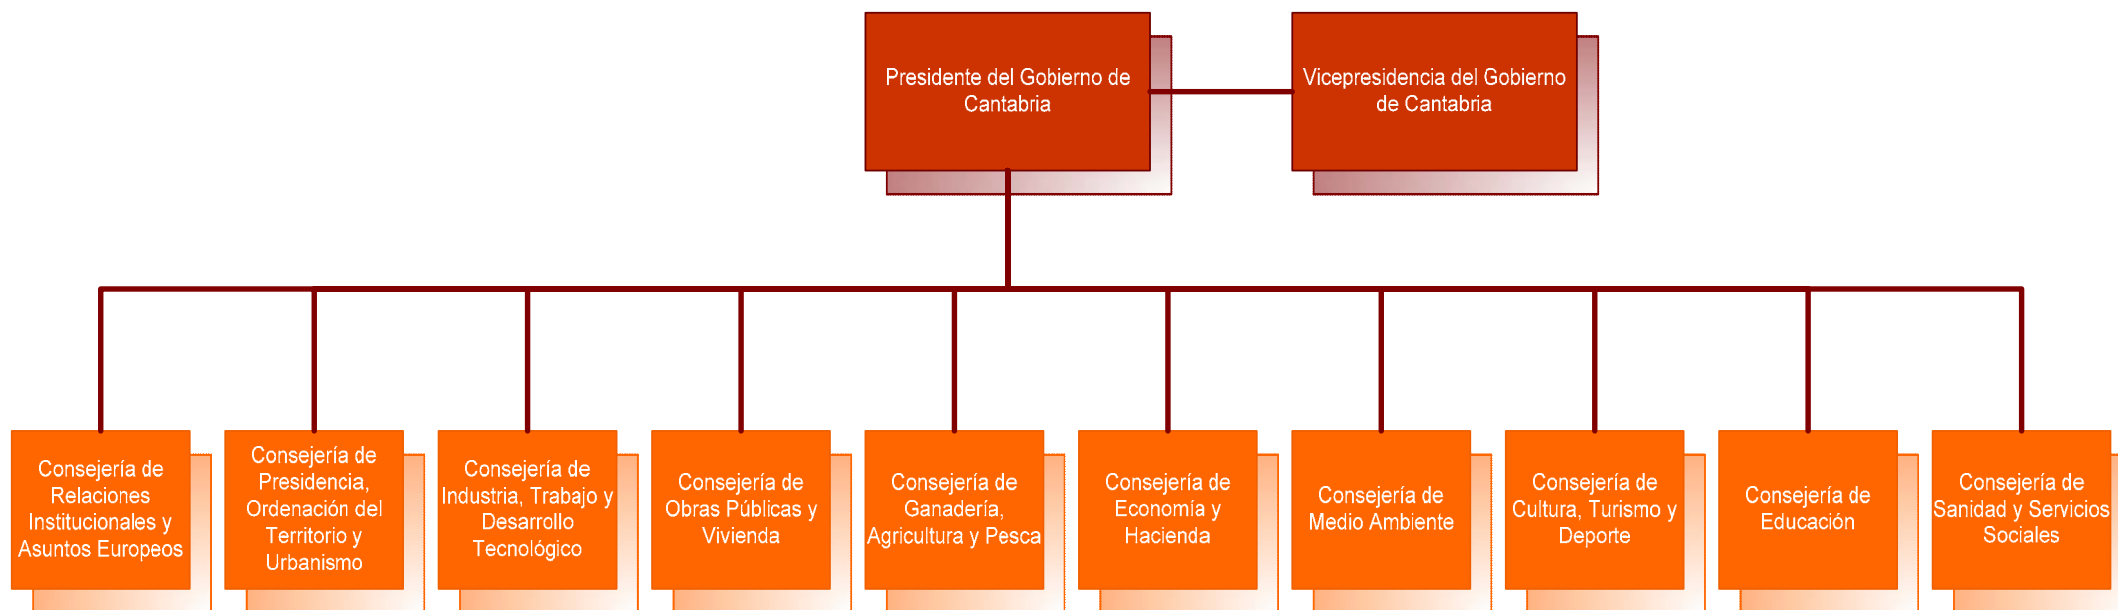 Presidente del Gobierno de
Cantabria
Vicepresidencia del Gobierno
de Cantabria
Consejería de
Relaciones
Institucionales y
Asuntos Europeos
Consejería de
Presidencia,
Ordenación del
Territorio y
Urbanismo
Consejería de
Industria, Trabajo y
Desarrollo
Tecnológico
Consejería de
Obras Públicas y
Vivienda
Consejería de
Ganadería,
Agricultura y Pesca
Consejería de
Economía y
Hacienda
Consejería de
Medio Ambiente
Consejería de
Cultura, Turismo y
Deporte
Consejería de
Educación
Consejería de
Sanidad y Servicios
Sociales